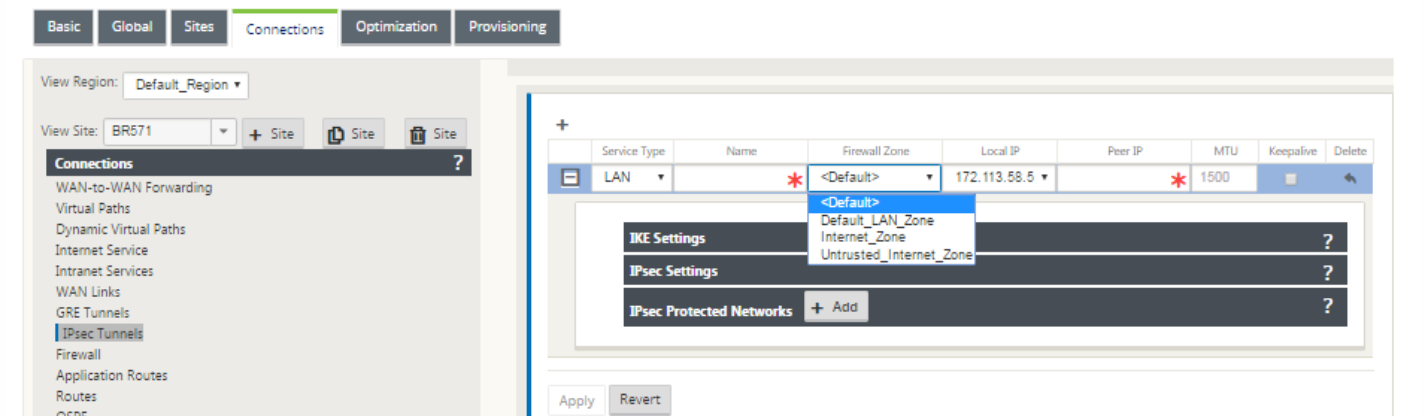 Basic Global Sites Connections Optimization Provisioning
View Region: Default_Region
View Site: BR571 + Site Site Site
Connections ?
WAN-to-WAN Forwarding
Virtual Paths
Dynamic Virtual Paths
Internet Service
Intranet Services
WAN Links
GRE Tunnels
IPsec Tunnels
Firewall
Application Routes
Routes
OSPF
+
Service Type Name Firewall Zone Local IP Peer IP MTU Keepalive Delete
LAN * <Default> 172.113.58.5 * 1500
<Default>
Default_LAN_Zone
Internet_Zone
Untrusted_Internet_Zone
IKE Settings ?
IPsec Settings ?
IPsec Protected Networks + Add ?
Apply Revert